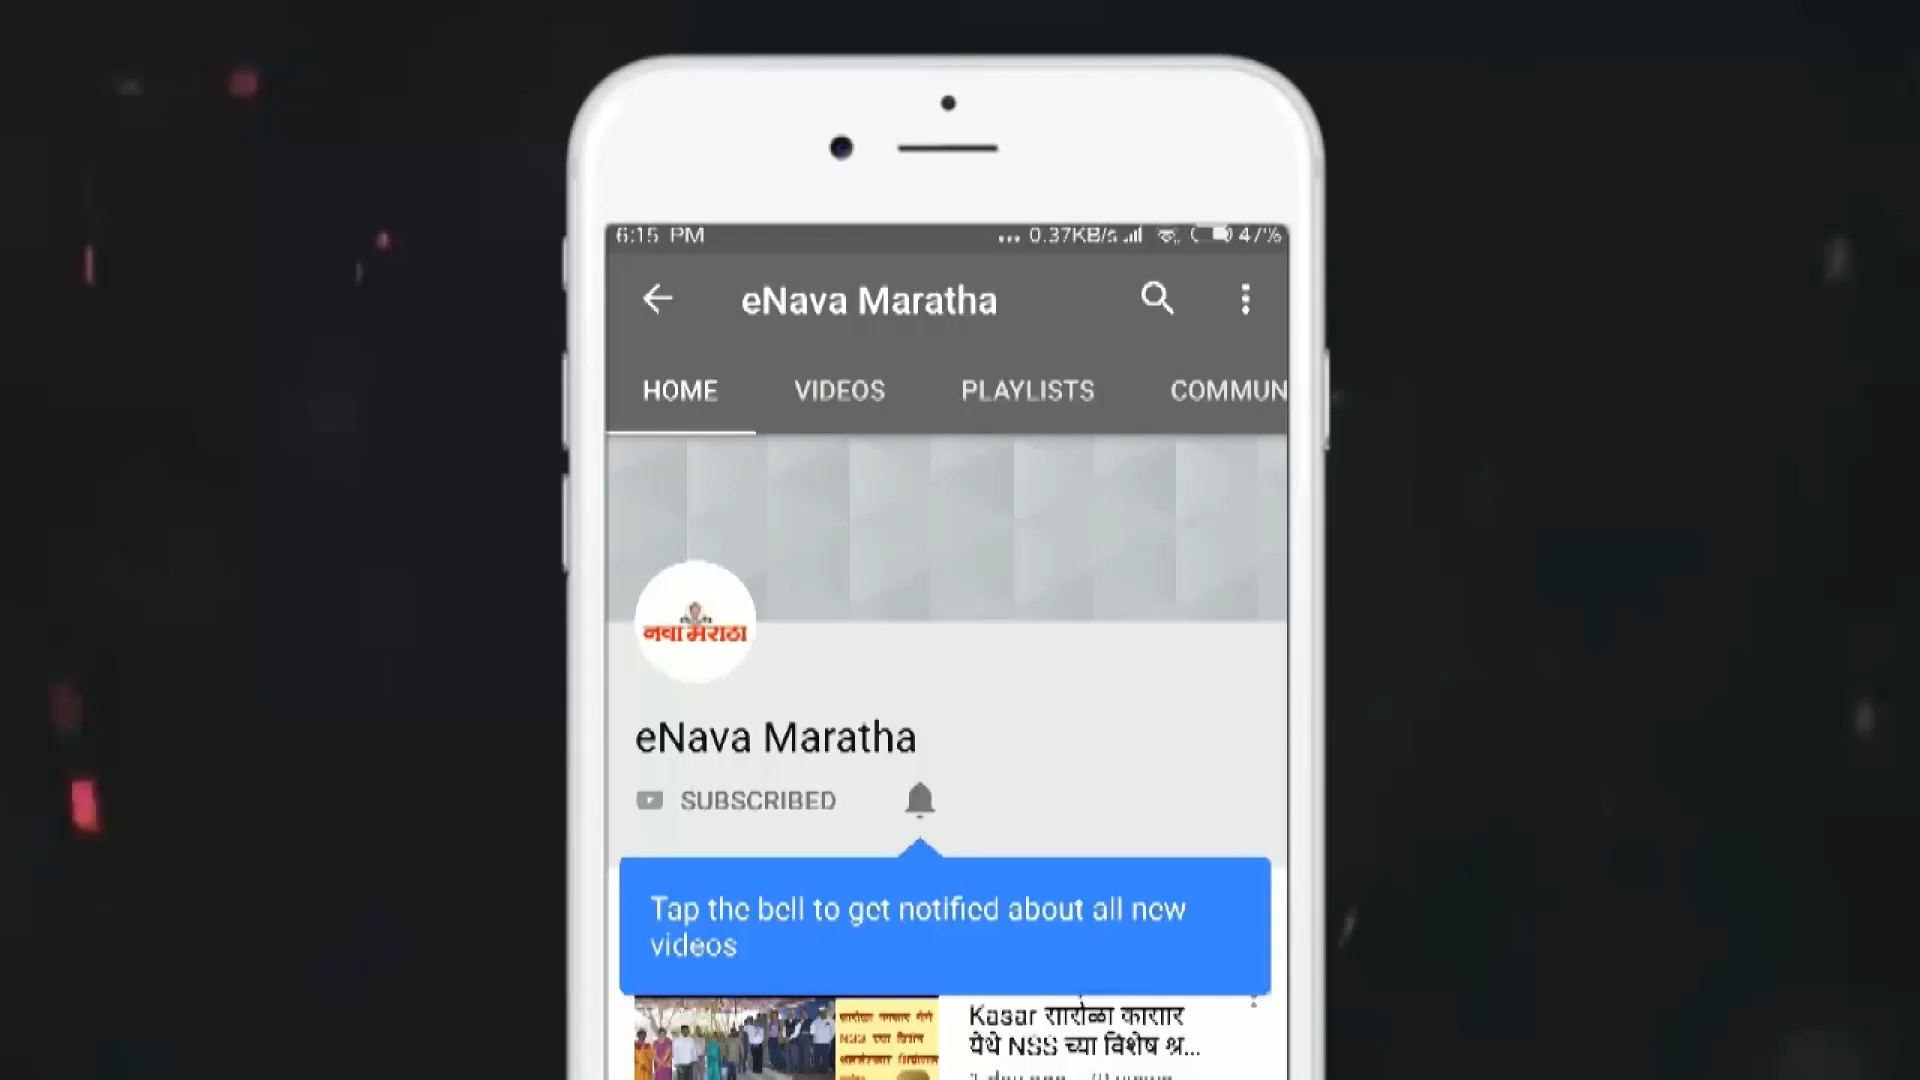 6:15 PM
... 0.37KB/s 47%
eNava Maratha
HOME VIDEOS PLAYLISTS COMMUN
नवा मराठा
eNava Maratha
SUBSCRIBED
Tap the bell to get notified about all new
videos
Kasar सारोळा कासार
येथे NSS च्या विशेष श्र...